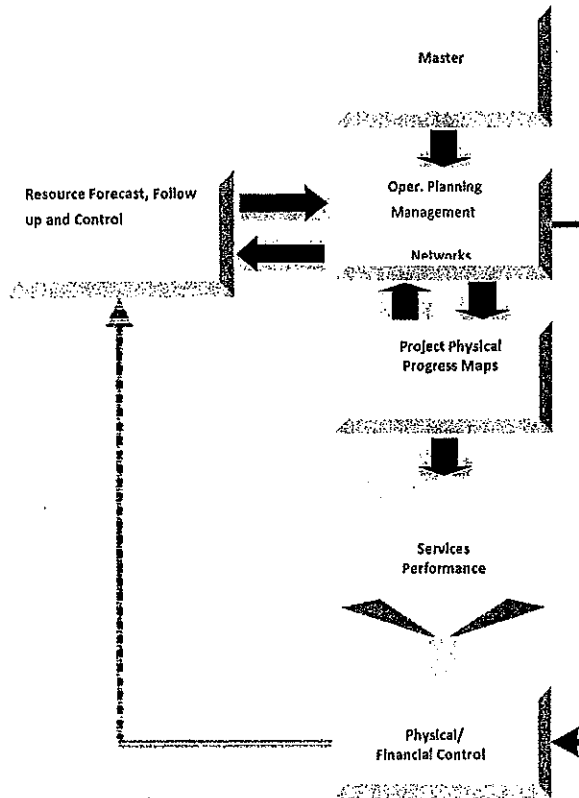 Master
Resource Forecast, Follow
up and Control
Oper. Planning
Management
Networks
Project Physical
Progress Maps
Services
Performance
Physical/
Financial Control